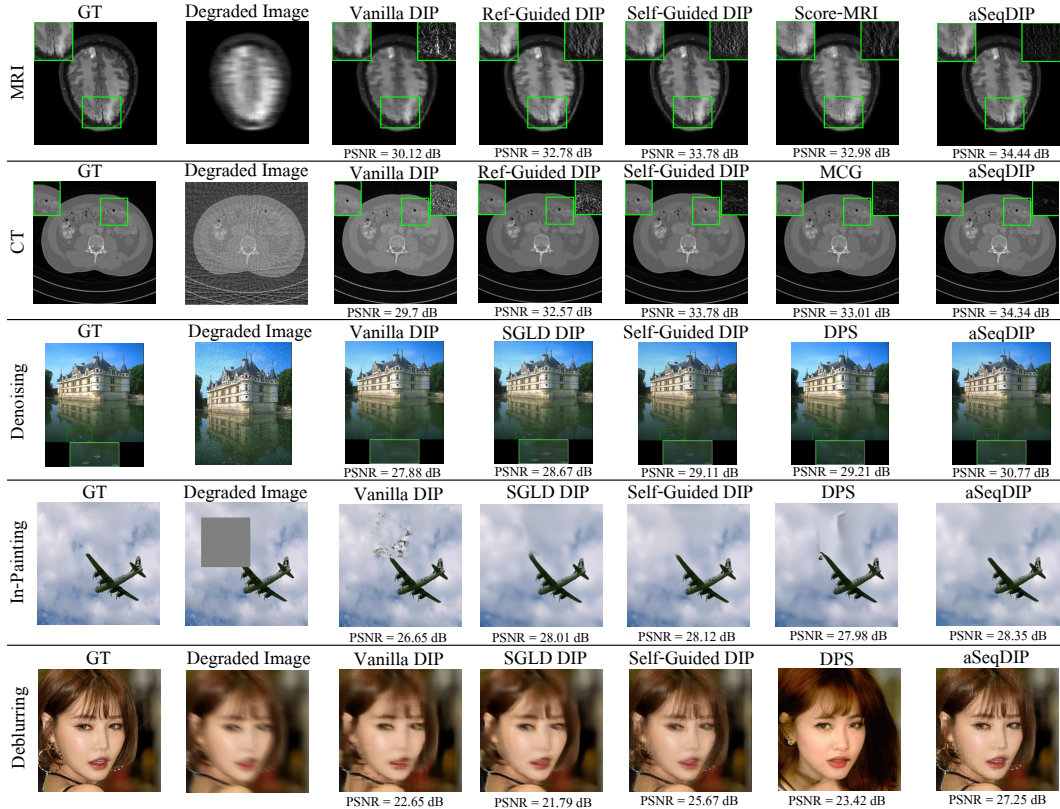 GT Degraded Image Vanilla DIP Ref-Guided DIP Self-Guided DIP Score-MRI aSeqDIP
MRI
PSNR = 30.12 dB PSNR = 32.78 dB PSNR = 33.78 dB PSNR = 32.98 dB PSNR = 34.44 dB
GT Degraded Image Vanilla DIP Ref-Guided DIP Self-Guided DIP MCG aSeqDIP
CT
PSNR = 29.7 dB PSNR = 32.57 dB PSNR = 33.78 dB PSNR = 33.01 dB PSNR = 34.34 dB
GT Degraded Image Vanilla DIP SGLD DIP Self-Guided DIP DPS aSeqDIP
Denoising
PSNR = 27.88 dB PSNR = 28.67 dB PSNR = 29.11 dB PSNR = 29.21 dB PSNR = 30.77 dB
GT Degraded Image Vanilla DIP SGLD DIP Self-Guided DIP DPS aSeqDIP
In-Painting
PSNR = 26.65 dB PSNR = 28.01 dB PSNR = 28.12 dB PSNR = 27.98 dB PSNR = 28.35 dB
GT Degraded Image Vanilla DIP SGLD DIP Self-Guided DIP DPS aSeqDIP
Deblurring
PSNR = 22.65 dB PSNR = 21.79 dB PSNR = 25.67 dB PSNR = 23.42 dB PSNR = 27.25 dB